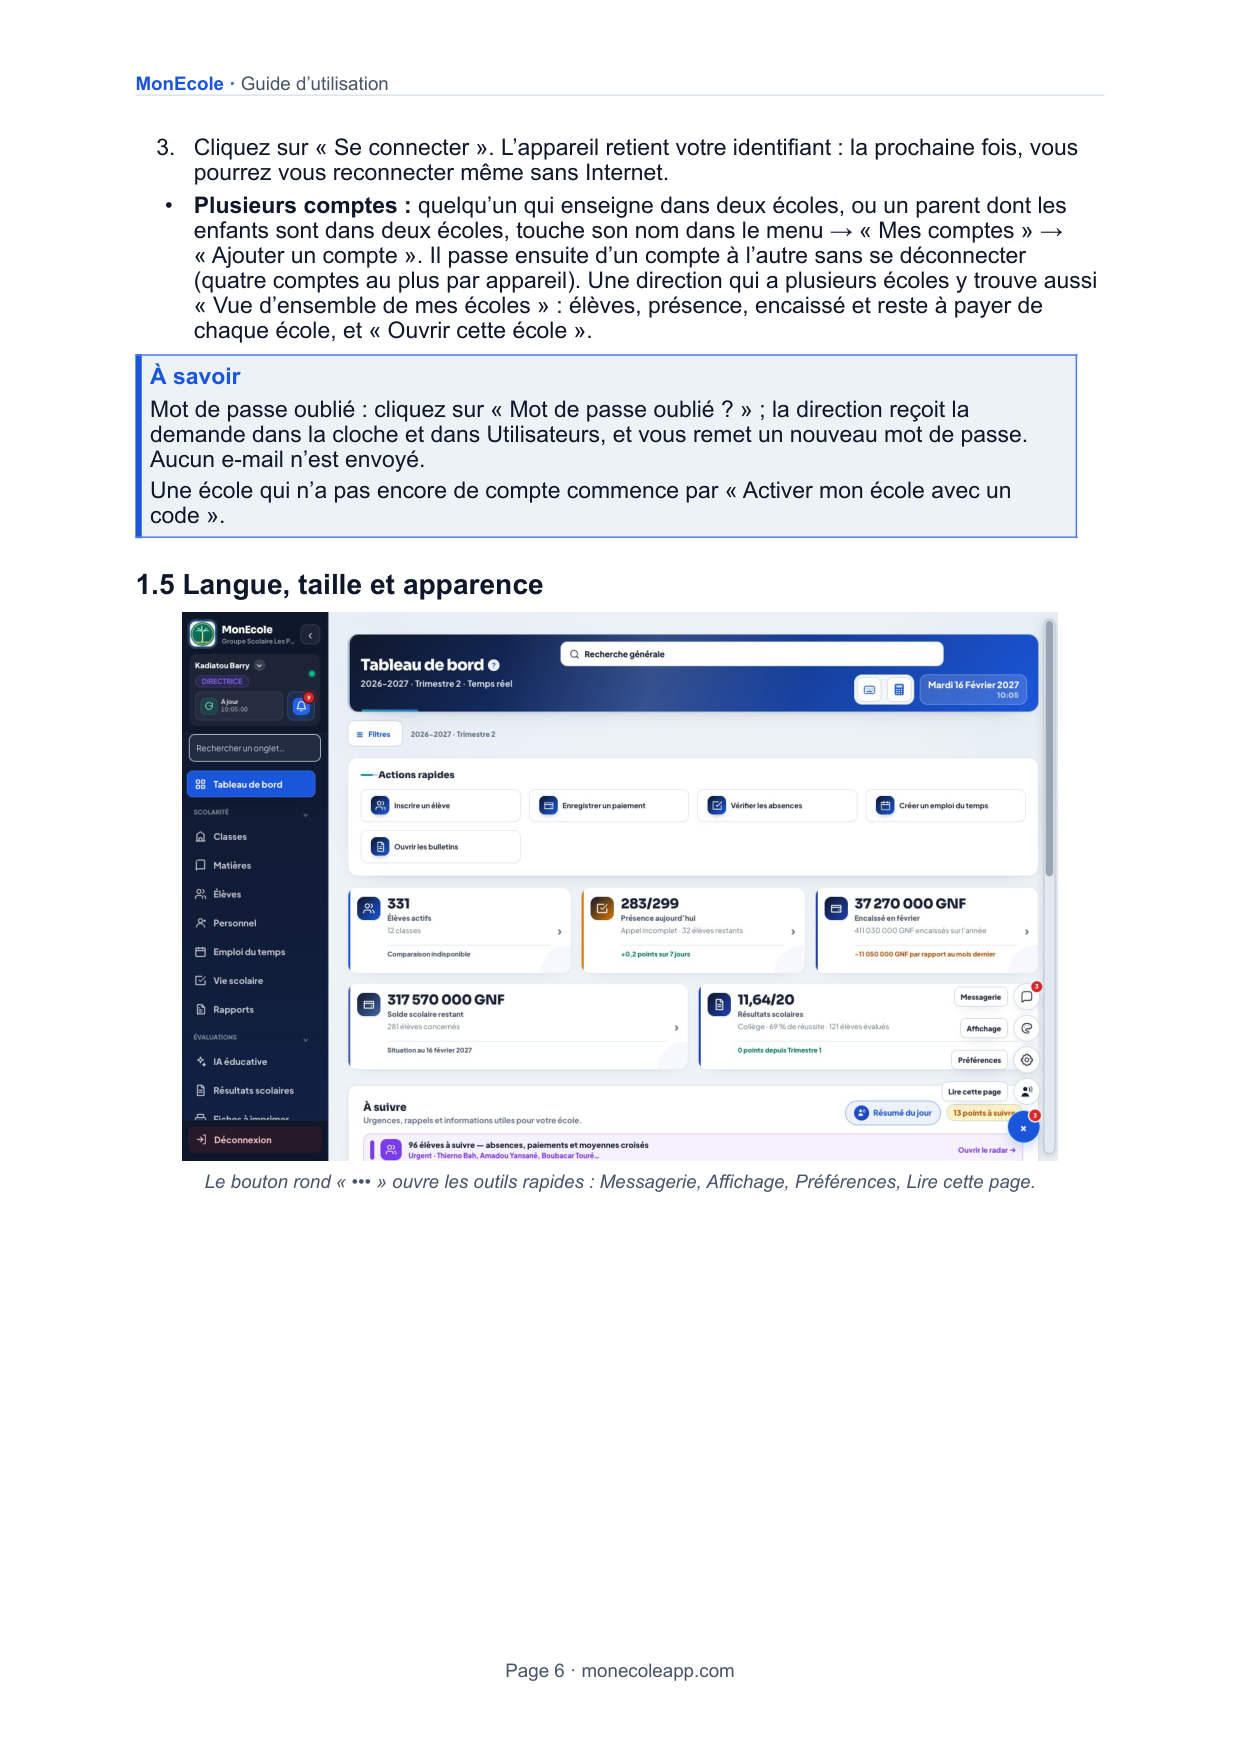 MonEcole · Guide d’utilisation
3. Cliquez sur « Se connecter ». L’appareil retient votre identifiant : la prochaine fois, vous
pourrez vous reconnecter même sans Internet.
• Plusieurs comptes : quelqu’un qui enseigne dans deux écoles, ou un parent dont les
enfants sont dans deux écoles, touche son nom dans le menu → « Mes comptes » →
« Ajouter un compte ». Il passe ensuite d’un compte à l’autre sans se déconnecter
(quatre comptes au plus par appareil). Une direction qui a plusieurs écoles y trouve aussi
« Vue d’ensemble de mes écoles » : élèves, présence, encaissé et reste à payer de
chaque école, et « Ouvrir cette école ».
À savoir
Mot de passe oublié : cliquez sur « Mot de passe oublié ? » ; la direction reçoit la
demande dans la cloche et dans Utilisateurs, et vous remet un nouveau mot de passe.
Aucun e-mail n’est envoyé.
Une école qui n’a pas encore de compte commence par « Activer mon école avec un
code ».
1.5 Langue, taille et apparence
MonEcole
Groupe Scolaire Les P...
Kadiatou Barry
DIRECTRICE
À jour
10:05:00
Rechercher un onglet...
Tableau de bord
SCOLARITÉ
Classes
Matières
Élèves
Personnel
Emploi du temps
Vie scolaire
Rapports
ÉVALUATIONS
IA éducative
Résultats scolaires
Fiches à imprimer
Déconnexion
Tableau de bord ?
2026-2027 · Trimestre 2 · Temps réel
Recherche générale
Mardi 16 Février 2027
10:05
Filtres
2026-2027 · Trimestre 2
Actions rapides
Inscrire un élève
Enregistrer un paiement
Vérifier les absences
Créer un emploi du temps
Ouvrir les bulletins
331
Élèves actifs
12 classes
Comparaison indisponible
283/299
Présence aujourd’hui
Appel incomplet · 32 élèves restants
+0,2 points sur 7 jours
37 270 000 GNF
Encaissé en février
411 030 000 GNF encaissés sur l’année
-11 050 000 GNF par rapport au mois dernier
317 570 000 GNF
Solde scolaire restant
281 élèves concernés
Situation au 16 février 2027
11,64/20
Résultats scolaires
Collège · 69 % de réussite · 121 élèves évalués
0 points depuis Trimestre 1
Messagerie
3
Affichage
Préférences
Lire cette page
À suivre
Urgences, rappels et informations utiles pour votre école.
Résumé du jour
13 points à suivre
3
×
96 élèves à suivre — absences, paiements et moyennes croisés
Urgent · Thierno Bah, Amadou Yansané, Boubacar Touré...
Ouvrir le radar →
Le bouton rond « ••• » ouvre les outils rapides : Messagerie, Affichage, Préférences, Lire cette page.
Page 6 · monecoleapp.com